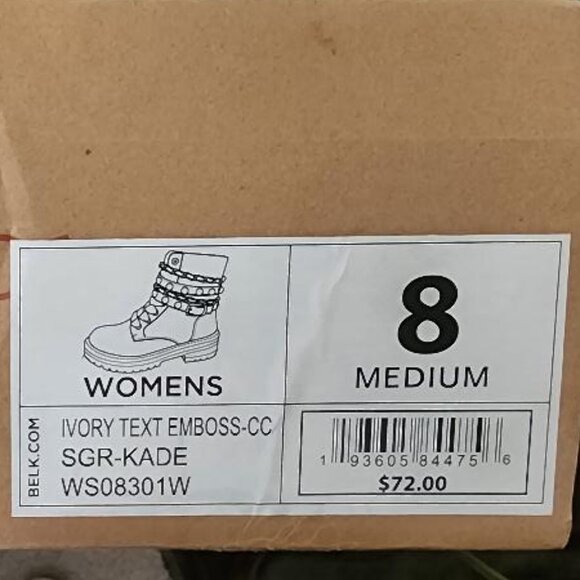 WOMENS
8
MEDIUM
BELK.COM
IVORY TEXT EMBOSS-CC
SGR-KADE
WS08301W
1 93605 84475 6
$72.00